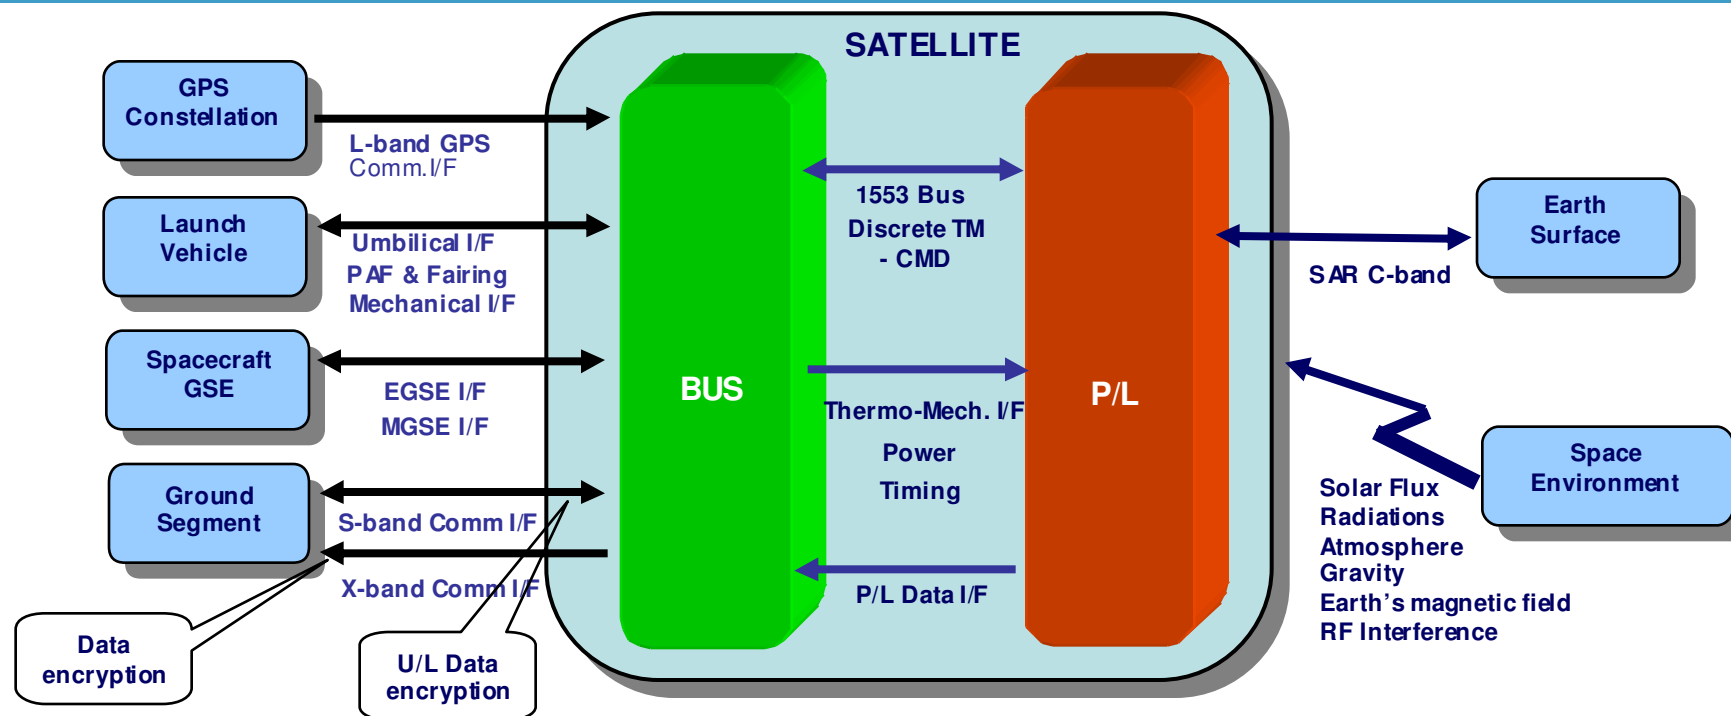 SATELLITE
GPS
Constellation
L-band GPS
Comm.I/F
Launch
Vehicle
Umbilical I/F
PAF & Fairing
Mechanical I/F
Spacecraft
GSE
EGSE I/F
MGSE I/F
Ground
Segment
S-band Comm I/F
X-band Comm I/F
Data
encryption
U/L Data
encryption
BUS
1553 Bus
Discrete TM
- CMD
Thermo-Mech. I/F
Power
Timing
P/L Data I/F
P/L
Earth
Surface
SAR C-band
Space
Environment
Solar Flux
Radiations
Atmosphere
Gravity
Earth’s magnetic field
RF Interference